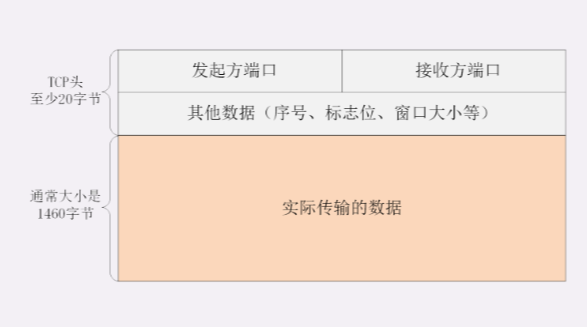 TCP头
至少20字节
发起方端口
接收方端口
其他数据（序号、标志位、窗口大小等）
通常大小是
1460字节
实际传输的数据